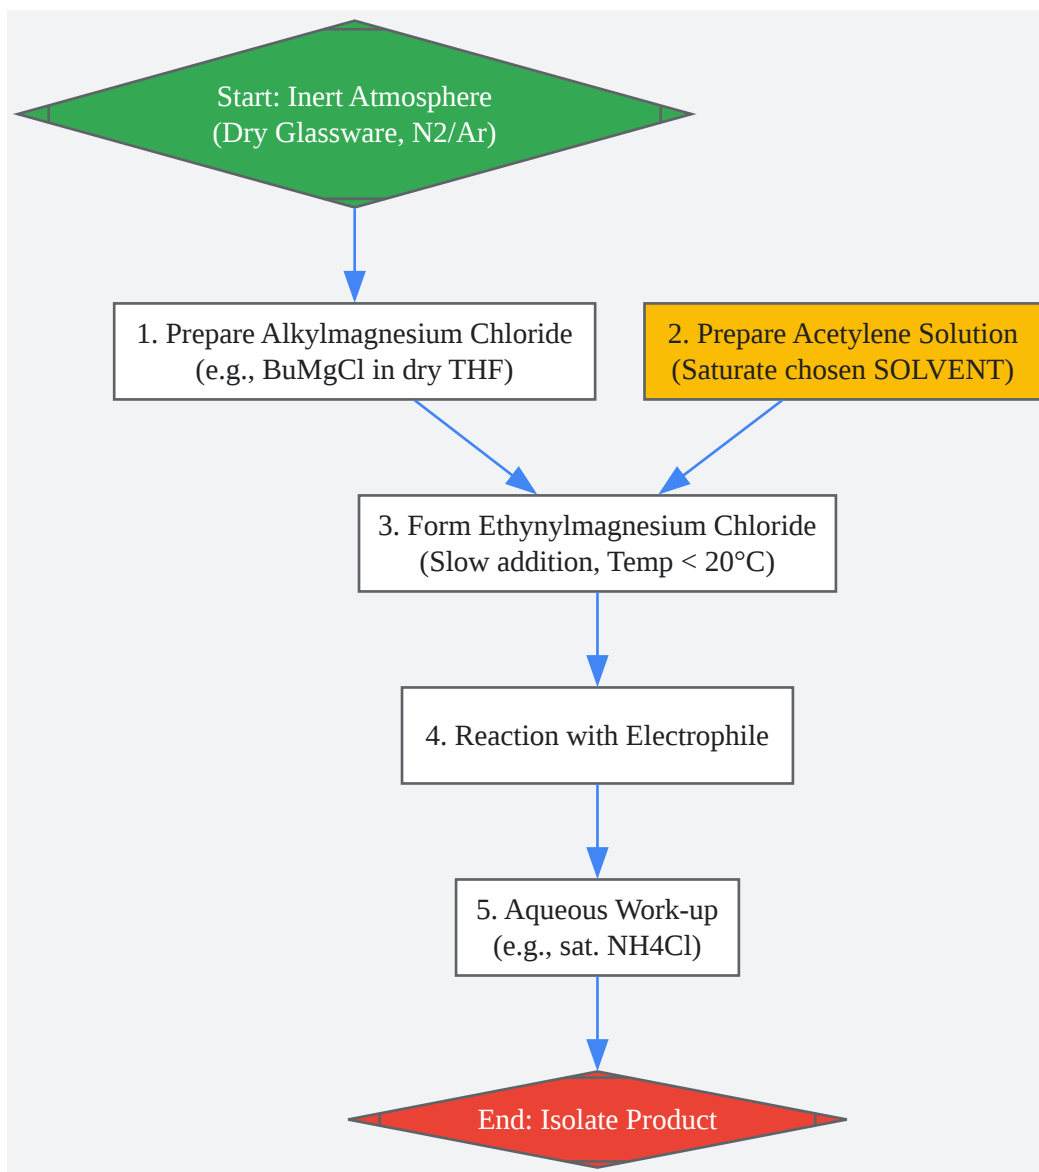 Start: Inert Atmosphere
(Dry Glassware, N2/Ar)
1. Prepare Alkylmagnesium Chloride
(e.g., BuMgCl in dry THF)
2. Prepare Acetylene Solution
(Saturate chosen SOLVENT)
3. Form Ethynylmagnesium Chloride
(Slow addition, Temp < 20°C)
4. Reaction with Electrophile
5. Aqueous Work-up
(e.g., sat. NH4Cl)
End: Isolate Product